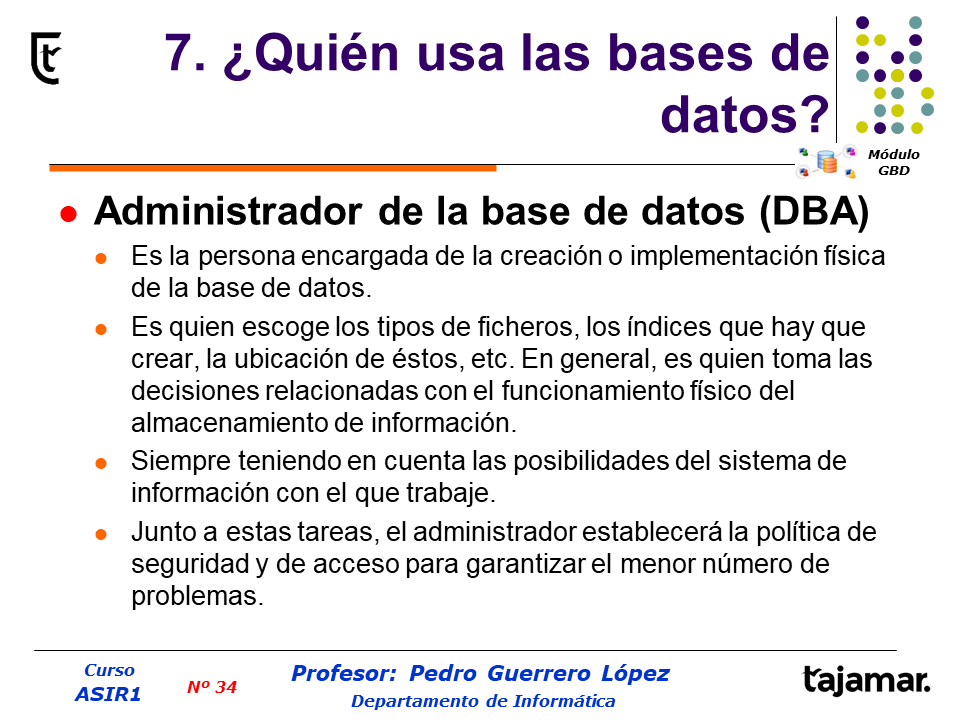 7. ¿Quién usa las bases de
datos?
Módulo
GBD
Administrador de la base de datos (DBA)
Es la persona encargada de la creación o implementación física
de la base de datos.
Es quien escoge los tipos de ficheros, los índices que hay que
crear, la ubicación de éstos, etc. En general, es quien toma las
decisiones relacionadas con el funcionamiento físico del
almacenamiento de información.
Siempre teniendo en cuenta las posibilidades del sistema de
información con el que trabaje.
Junto a estas tareas, el administrador establecerá la política de
seguridad y de acceso para garantizar el menor número de
problemas.
Curso
ASIR1
Nº 34
Profesor: Pedro Guerrero López
Departamento de Informática
tajamar.